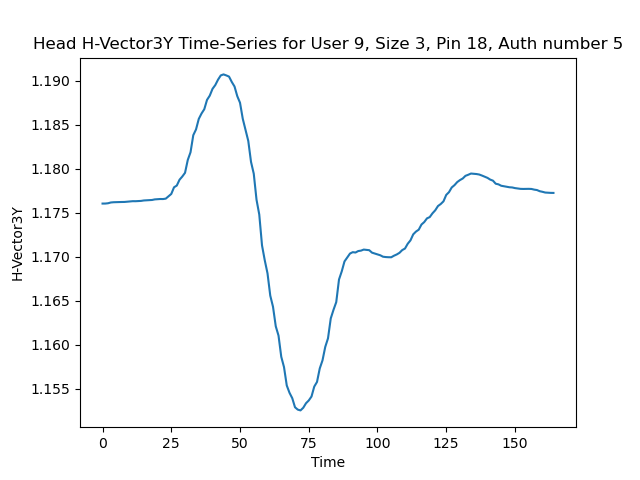 Head H-Vector3Y Time-Series for User 9, Size 3, Pin 18, Auth number 5
1.190
1.185
1.180
1.175
1.170
1.165
1.160
1.155
H-Vector3Y
0 25 50 75 100 125 150
Time